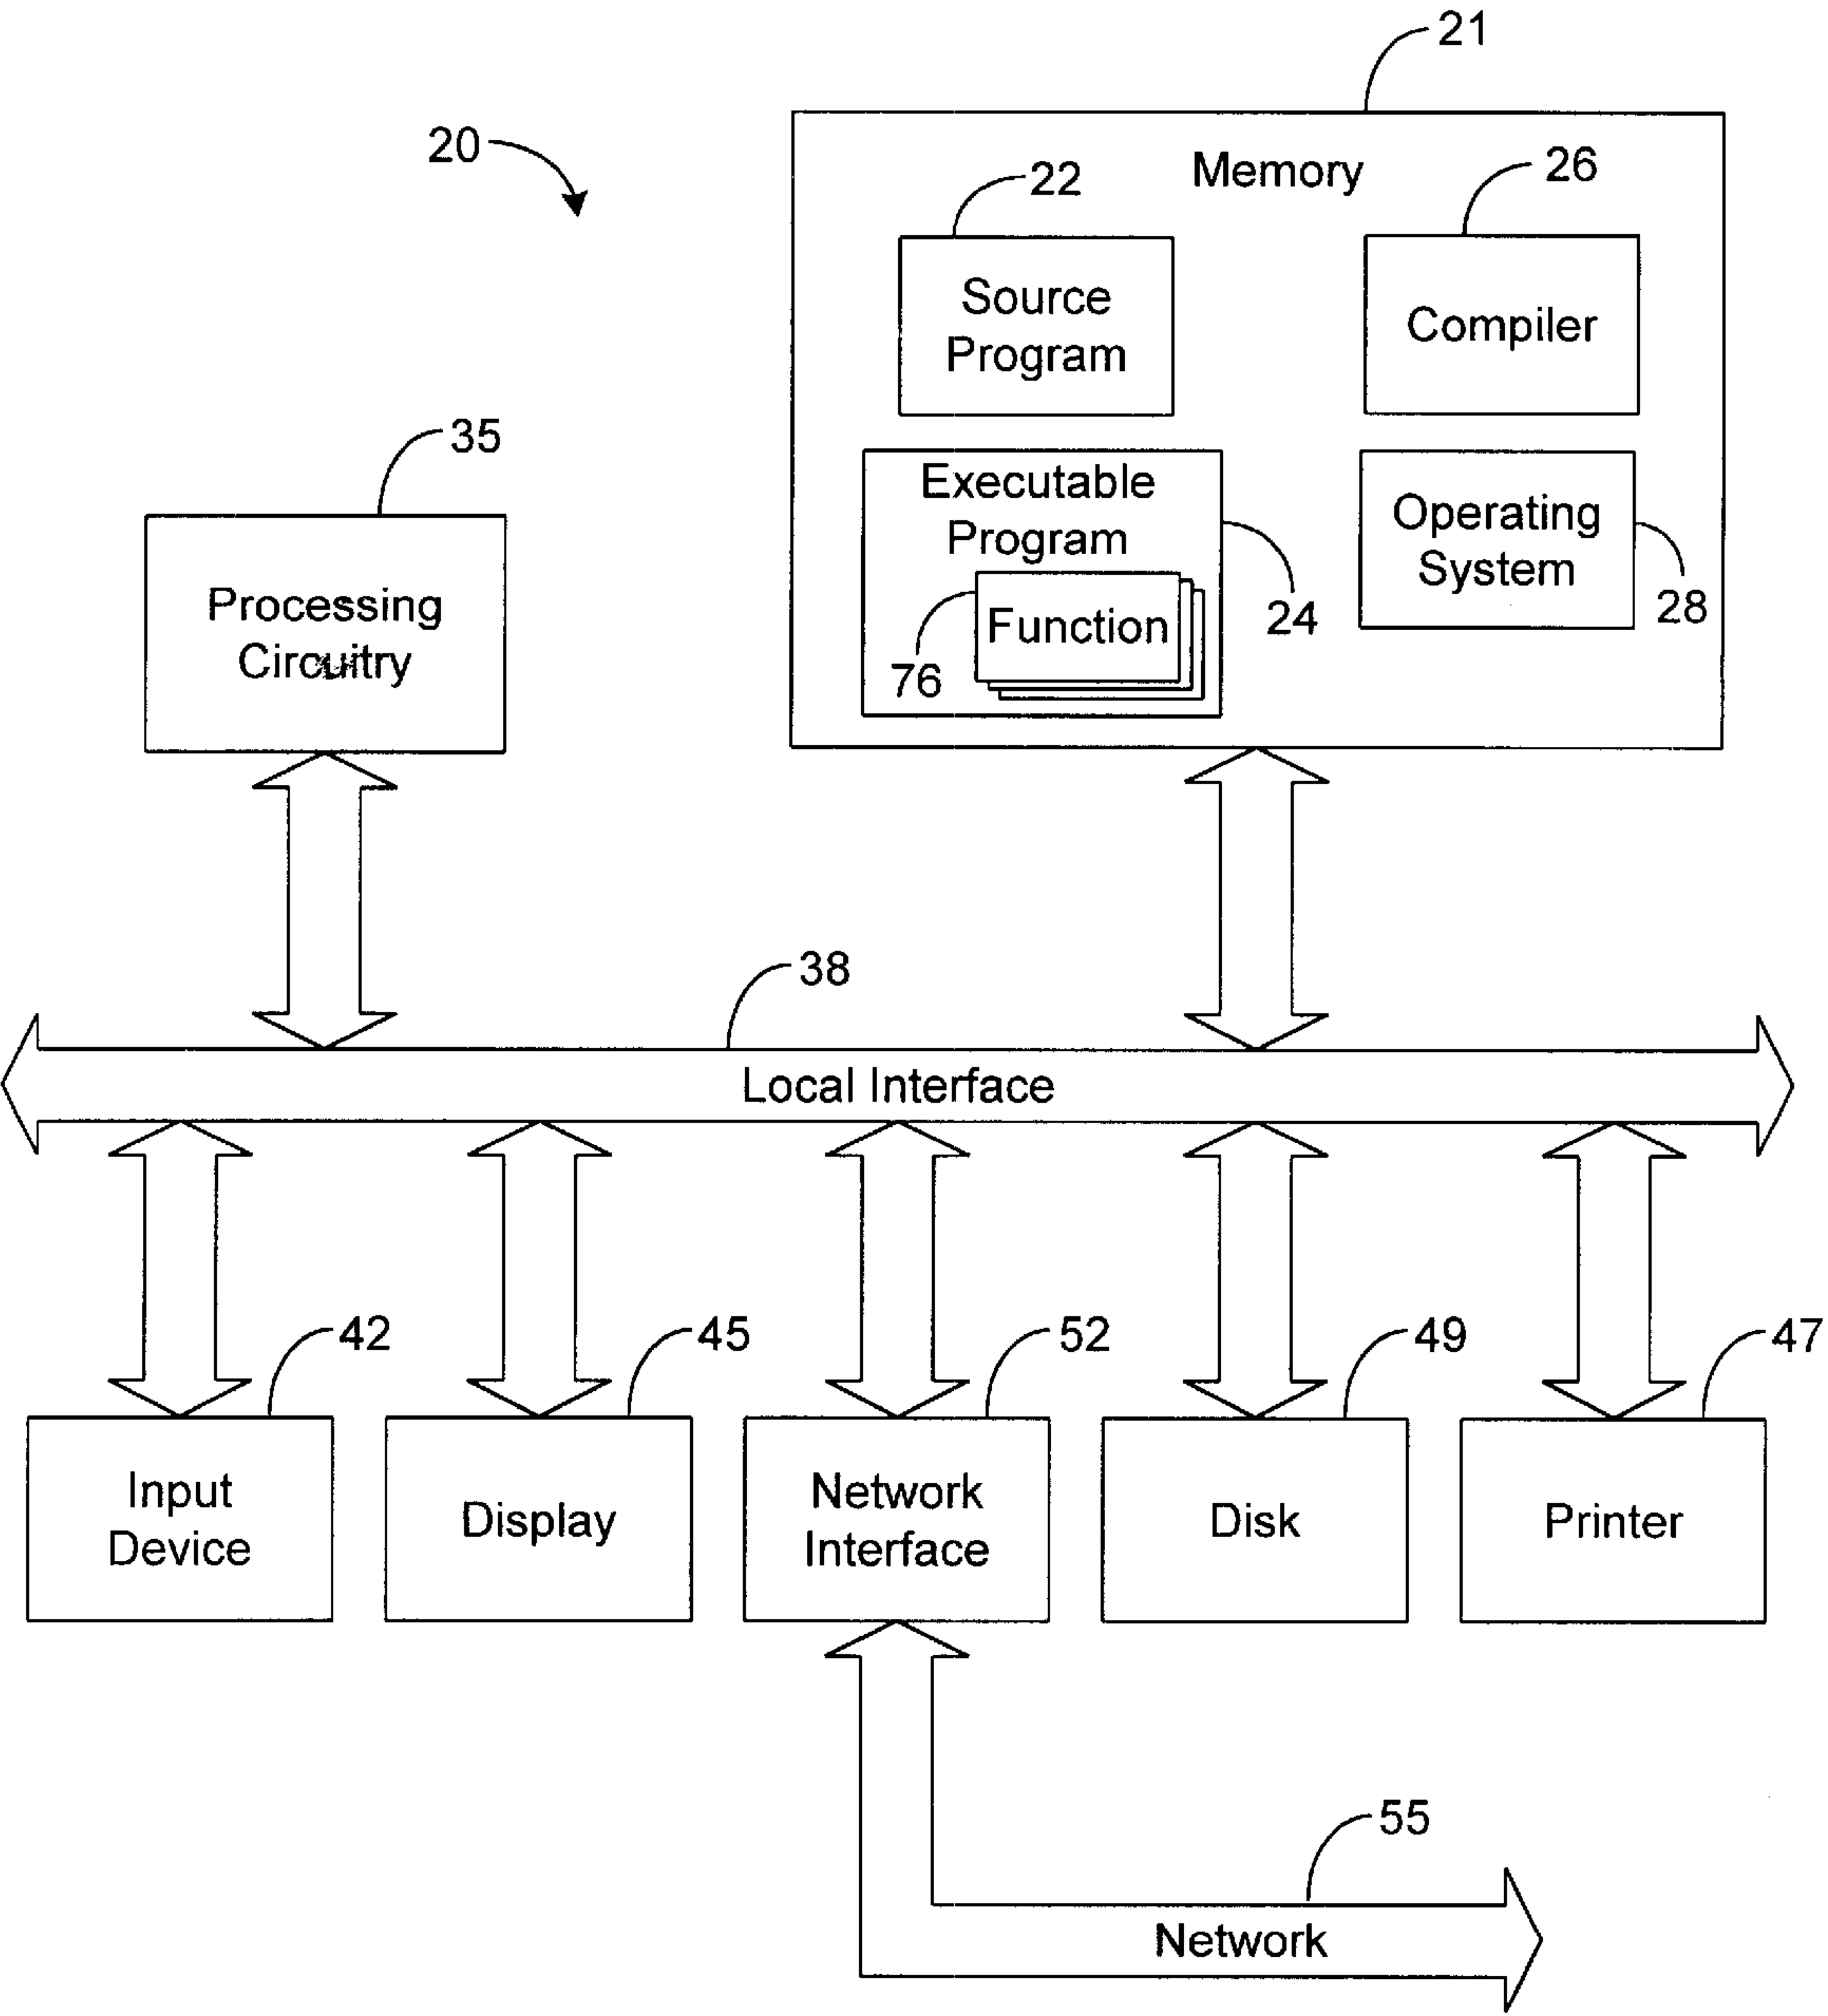 21
20
Memory
22
26
Source
Program
Compiler
35
Executable
Program
Operating
System
Processing
Circuitry
Function
24
28
76
38
Local Interface
42
45
52
49
47
Input
Device
Display
Network
Interface
Disk
Printer
55
Network